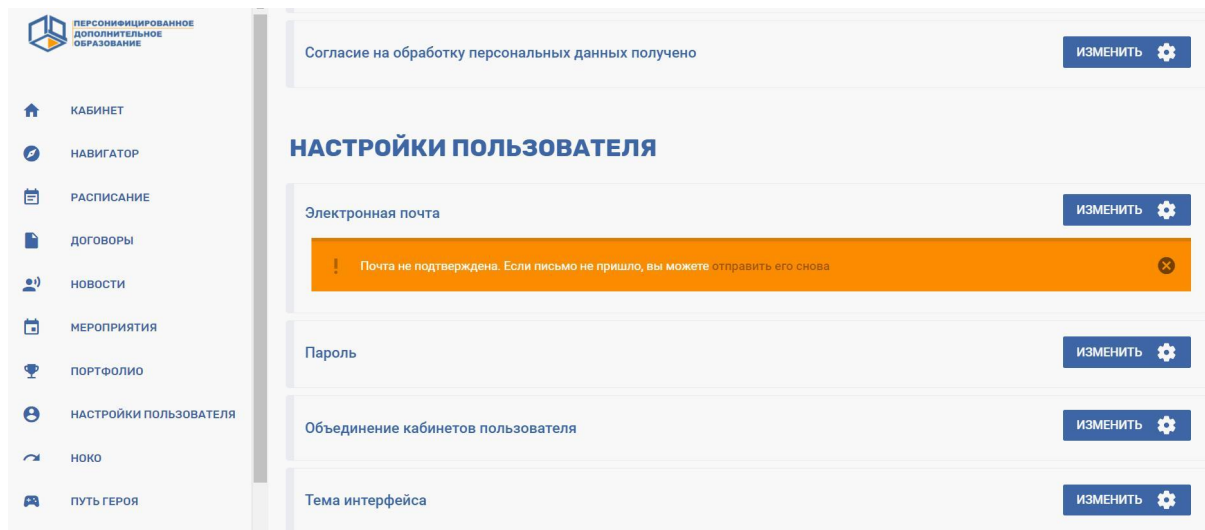 ПЕРСОНИФИЦИРОВАННОЕ
ДОПОЛНИТЕЛЬНОЕ
ОБРАЗОВАНИЕ
КАБИНЕТ
НАВИГАТОР
РАСПИСАНИЕ
ДОГОВОРЫ
НОВОСТИ
МЕРОПРИЯТИЯ
ПОРТФОЛИО
НАСТРОЙКИ ПОЛЬЗОВАТЕЛЯ
НОКО
ПУТЬ ГЕРОЯ
Согласие на обработку персональных данных получено
ИЗМЕНИТЬ
НАСТРОЙКИ ПОЛЬЗОВАТЕЛЯ
Электронная почта
ИЗМЕНИТЬ
Почта не подтверждена. Если письмо не пришло, вы можете отправить его снова
Пароль
ИЗМЕНИТЬ
Объединение кабинетов пользователя
ИЗМЕНИТЬ
Тема интерфейса
ИЗМЕНИТЬ